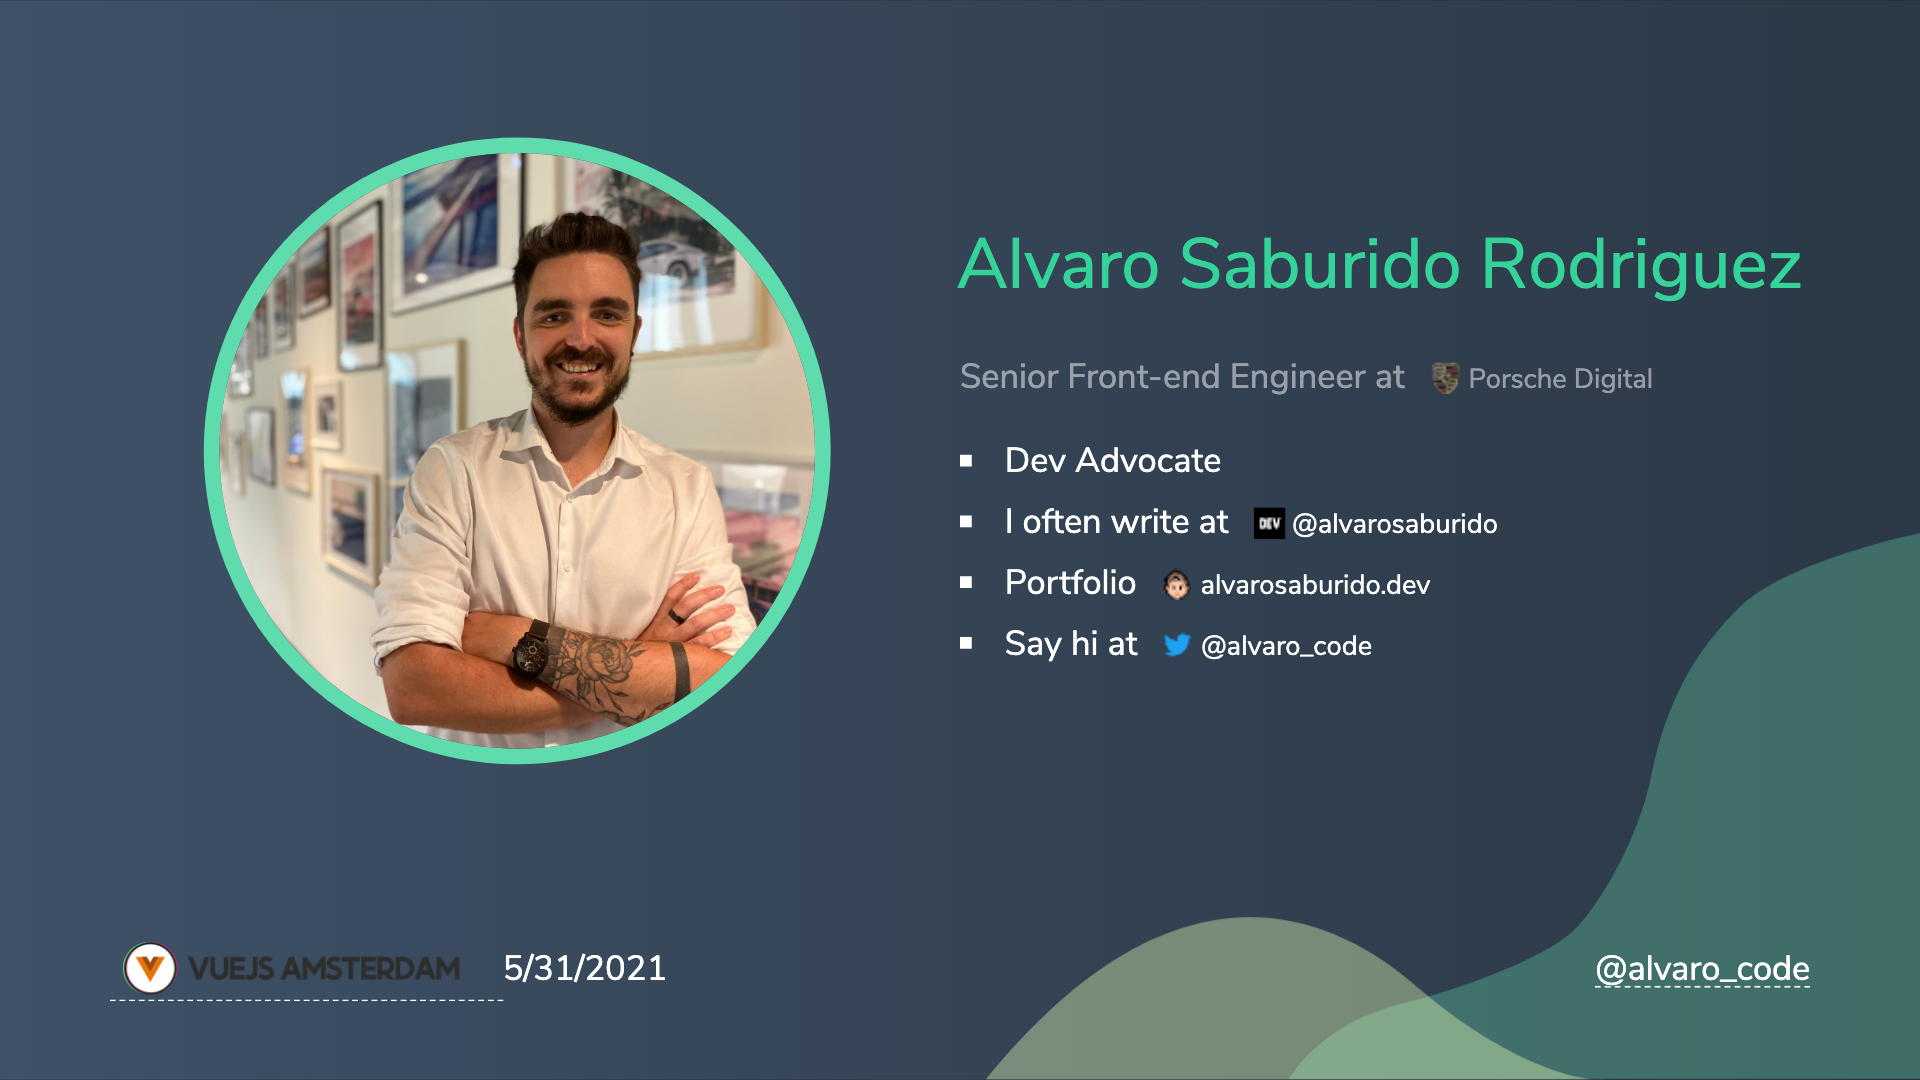 Alvaro Saburido Rodriguez
Senior Front-end Engineer at Porsche Digital
Dev Advocate
I often write at DEV @alvarosaburido
Portfolio alvarosaburido.dev
Say hi at @alvaro_code
VUEJS AMSTERDAM 5/31/2021
@alvaro_code